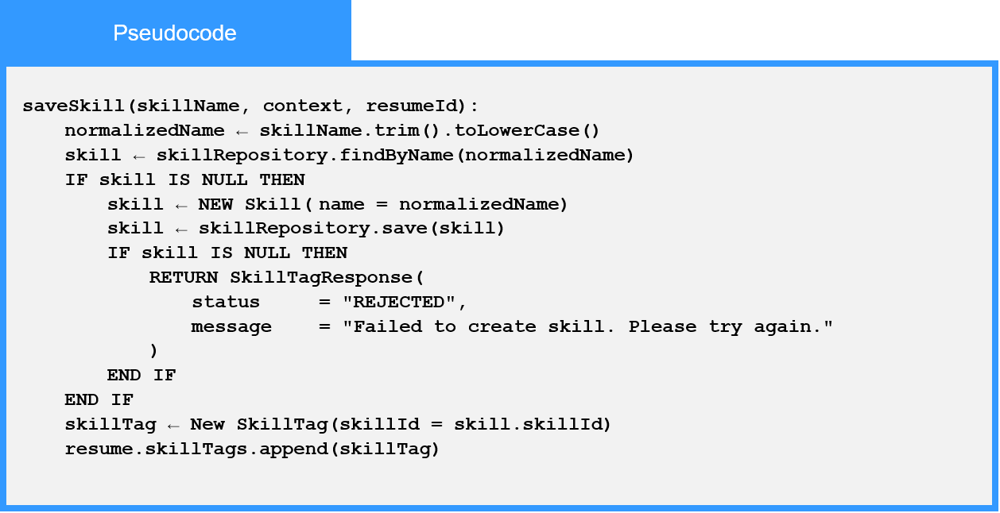 Pseudocode
saveSkill(skillName, context, resumeId):
normalizedName ← skillName.trim().toLowerCase()
skill ← skillRepository.findByName(normalizedName)
IF skill IS NULL THEN
skill ← NEW Skill( name = normalizedName)
skill ← skillRepository.save(skill)
IF skill IS NULL THEN
RETURN SkillTagResponse(
status = "REJECTED",
message = "Failed to create skill. Please try again."
)
END IF
END IF
skillTag ← New SkillTag(skillId = skill.skillId)
resume.skillTags.append(skillTag)